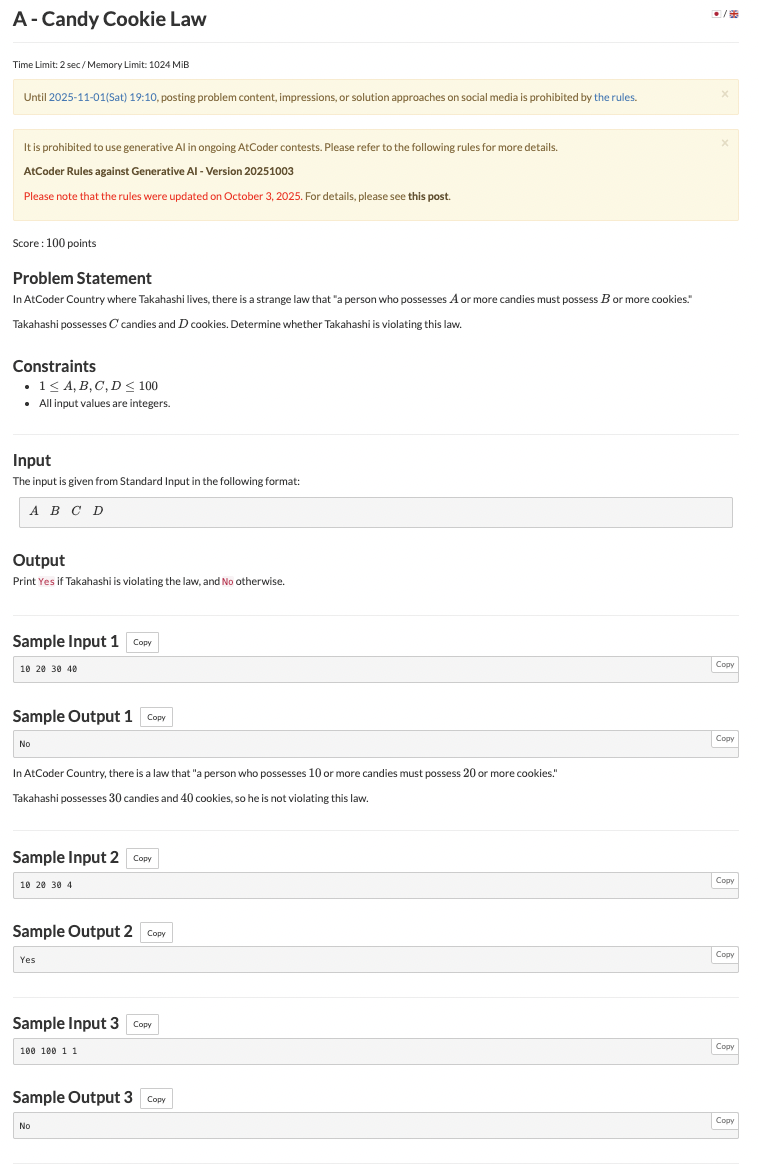 A - Candy Cookie Law
/
Time Limit: 2 sec / Memory Limit: 1024 MiB
Until 2025-11-01(Sat) 19:10, posting problem content, impressions, or solution approaches on social media is prohibited by the rules.
×
It is prohibited to use generative AI in ongoing AtCoder contests. Please refer to the following rules for more details.
×
AtCoder Rules against Generative AI - Version 20251003
Please note that the rules were updated on October 3, 2025. For details, please see this post.
Score : 100 points
Problem Statement
In AtCoder Country where Takahashi lives, there is a strange law that "a person who possesses A or more candies must possess B or more cookies."
Takahashi possesses C candies and D cookies. Determine whether Takahashi is violating this law.
Constraints
• 1 ≤ A, B, C, D ≤ 100
• All input values are integers.
Input
The input is given from Standard Input in the following format:
A B C D
Output
Print Yes if Takahashi is violating the law, and No otherwise.
Sample Input 1 Copy
10 20 30 40 Copy
Sample Output 1 Copy
No Copy
In AtCoder Country, there is a law that "a person who possesses 10 or more candies must possess 20 or more cookies."
Takahashi possesses 30 candies and 40 cookies, so he is not violating this law.
Sample Input 2 Copy
10 20 30 4 Copy
Sample Output 2 Copy
Yes Copy
Sample Input 3 Copy
100 100 1 1 Copy
Sample Output 3 Copy
No Copy